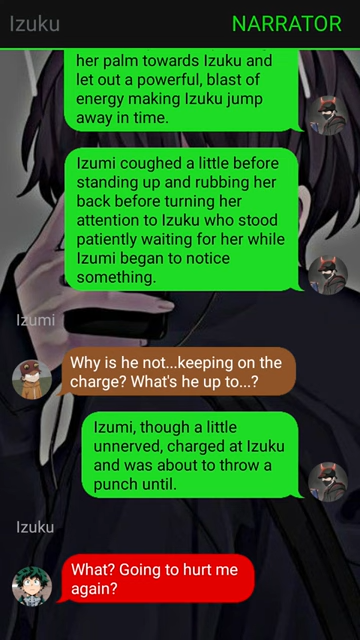 Izuku
NARRATOR
her palm towards Izuku and
let out a powerful, blast of
energy making Izuku jump
away in time.
Izumi coughed a little before
standing up and rubbing her
back before turning her
attention to Izuku who stood
patiently waiting for her while
Izumi began to notice
something.
Izumi
Why is he not...keeping on the
charge? What's he up to...?
Izumi, though a little
unnerved, charged at Izuku
and was about to throw a
punch until.
Izuku
What? Going to hurt me
again?